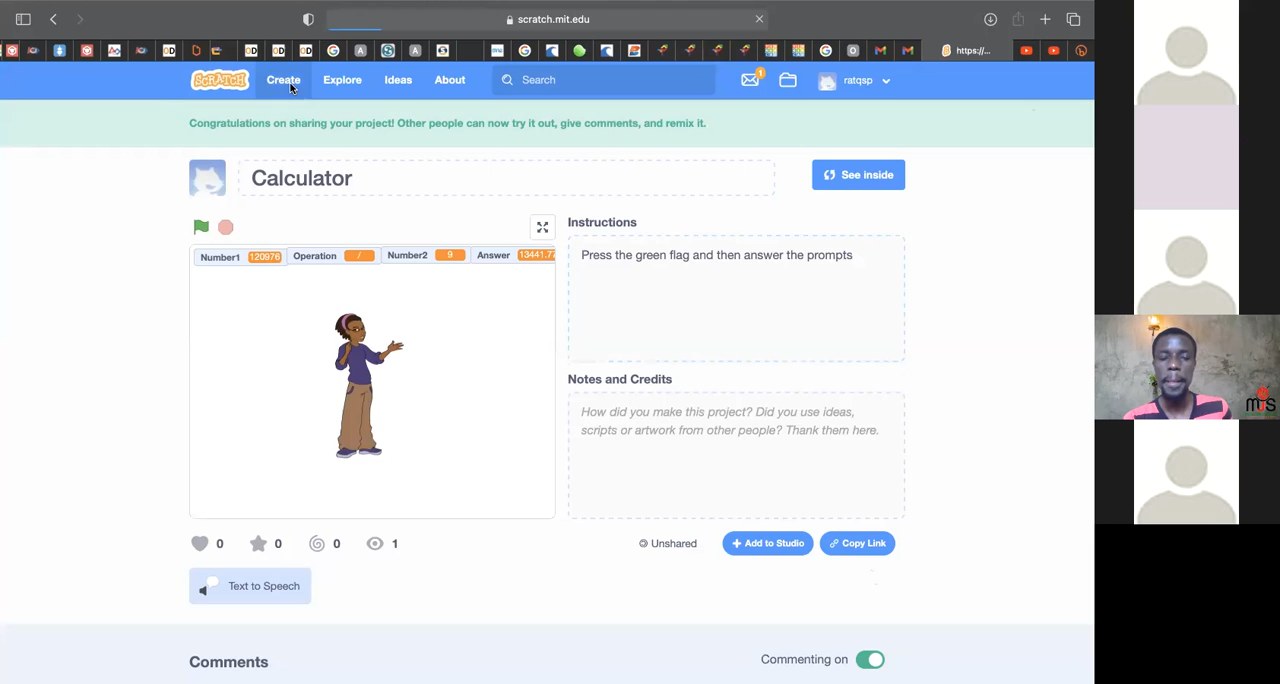 scratch.mit.edu
https://...
SCRATCH
Create
Explore
Ideas
About
Search
1
ratqsp
Congratulations on sharing your project! Other people can now try it out, give comments, and remix it.
Calculator
See inside
Instructions
Number1 120976 Operation / Number2 9 Answer 13441.77
Press the green flag and then answer the prompts
Notes and Credits
How did you make this project? Did you use ideas,
scripts or artwork from other people? Thank them here.
0
0
0
1
Unshared
Add to Studio
Copy Link
Text to Speech
Comments
Commenting on